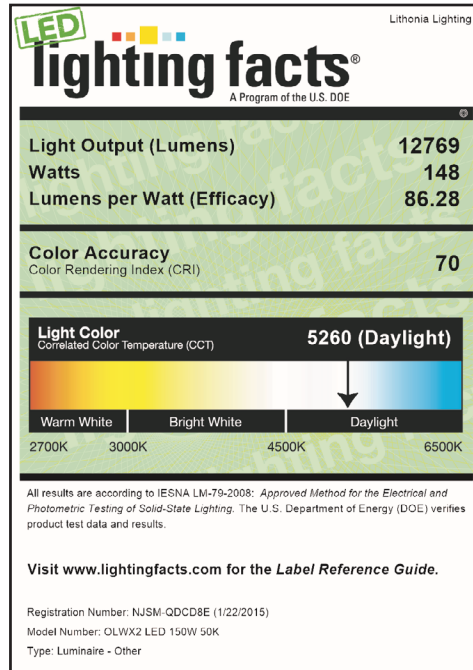 Lithonia Lighting
LED
lighting facts®
A Program of the U.S. DOE
Light Output (Lumens) 12769
Watts 148
Lumens per Watt (Efficacy) 86.28
Color Accuracy
Color Rendering Index (CRI) 70
Light Color
Correlated Color Temperature (CCT) 5260 (Daylight)
Warm White Bright White Daylight
2700K 3000K 4500K 6500K
All results are according to IESNA LM-79-2008: Approved Method for the Electrical and
Photometric Testing of Solid-State Lighting. The U.S. Department of Energy (DOE) verifies
product test data and results.
Visit www.lightingfacts.com for the Label Reference Guide.
Registration Number: NJSM-QDCD8E (1/22/2015)
Model Number: OLWX2 LED 150W 50K
Type: Luminaire - Other